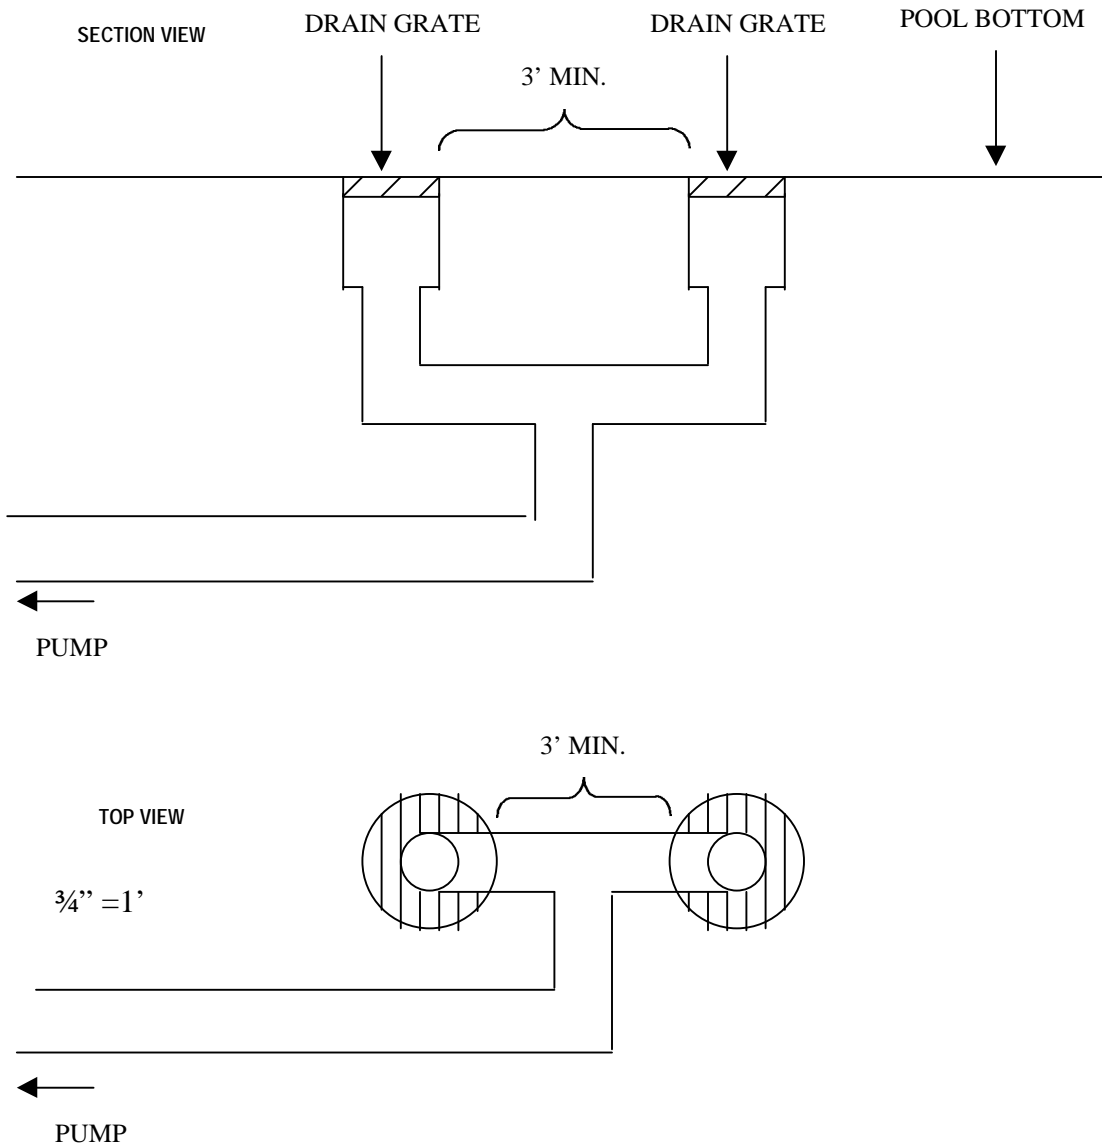 SECTION VIEW
DRAIN GRATE
DRAIN GRATE
POOL BOTTOM
3’ MIN.
PUMP
3’ MIN.
TOP VIEW
¾” =1’
PUMP